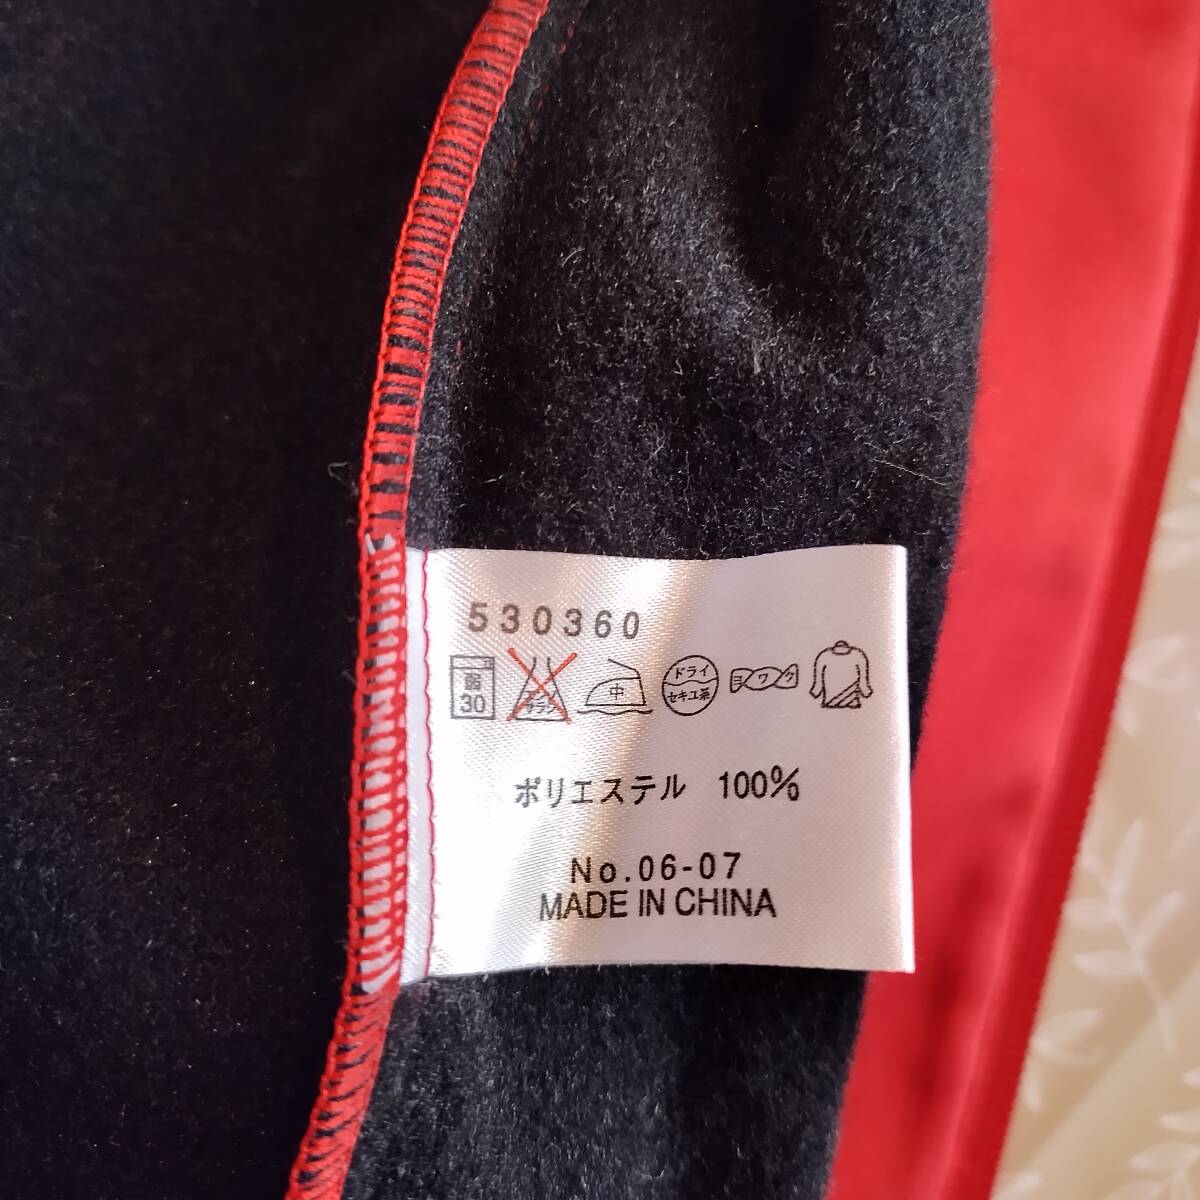 530360
30 中 ドライ セキユ系 ヨワク
ポリエステル 100%
No.06-07
MADE IN CHINA